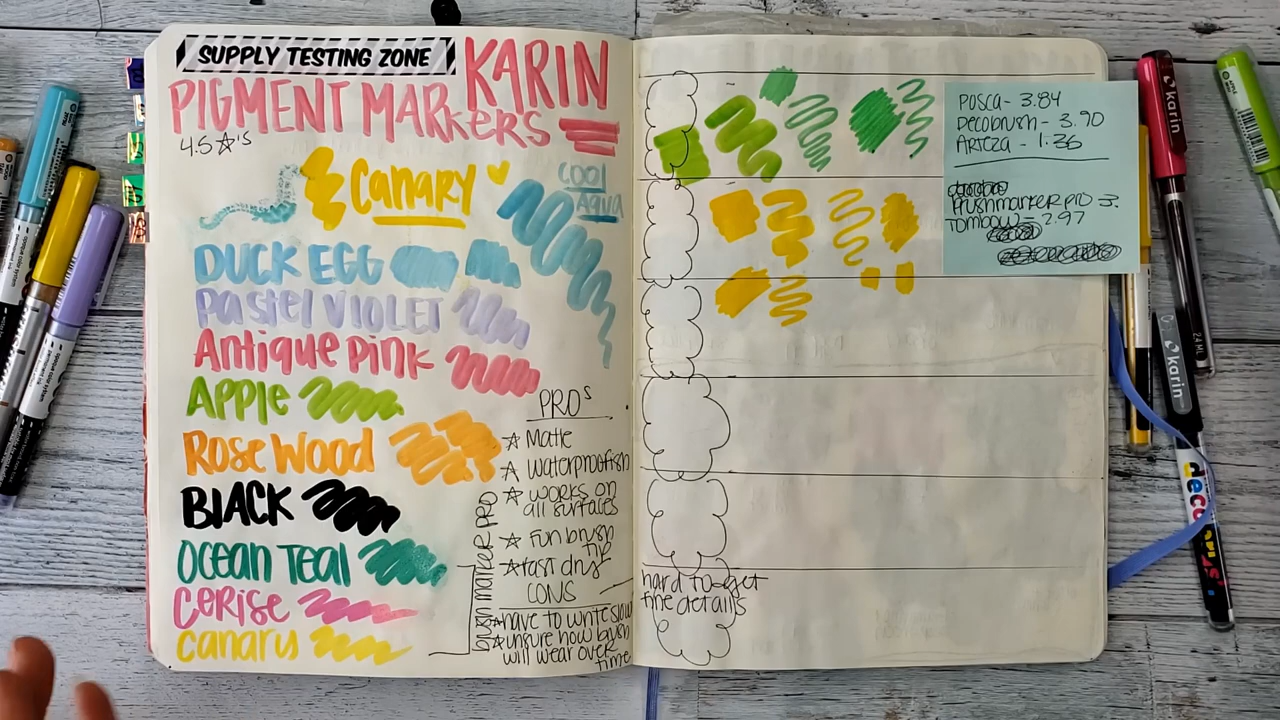 SUPPLY TESTING ZONE
KARIN
PIGMENT MARKERS
4.5☆'s
Canary
COOL
AQUA
DUCK EGG
Pastel VIOLET
Antique Pink
Apple
Rose Wood
BLACK
Ocean Teal
Cerise
Canary
PROs
☆ Matte
☆ Waterproofish
☆ works on
all surfaces
☆ Fun brush
tip
☆ fast dry
CONS
☆ have to write slow
☆ unsure how brush
will wear over
time
brush marker PRO
hard to get
fine details
POSCA - 3.84
Decobrush - 3.90
Arteza - 1.36
Brushmarker PRO 3.
Tombow - 2.97
karin
karin